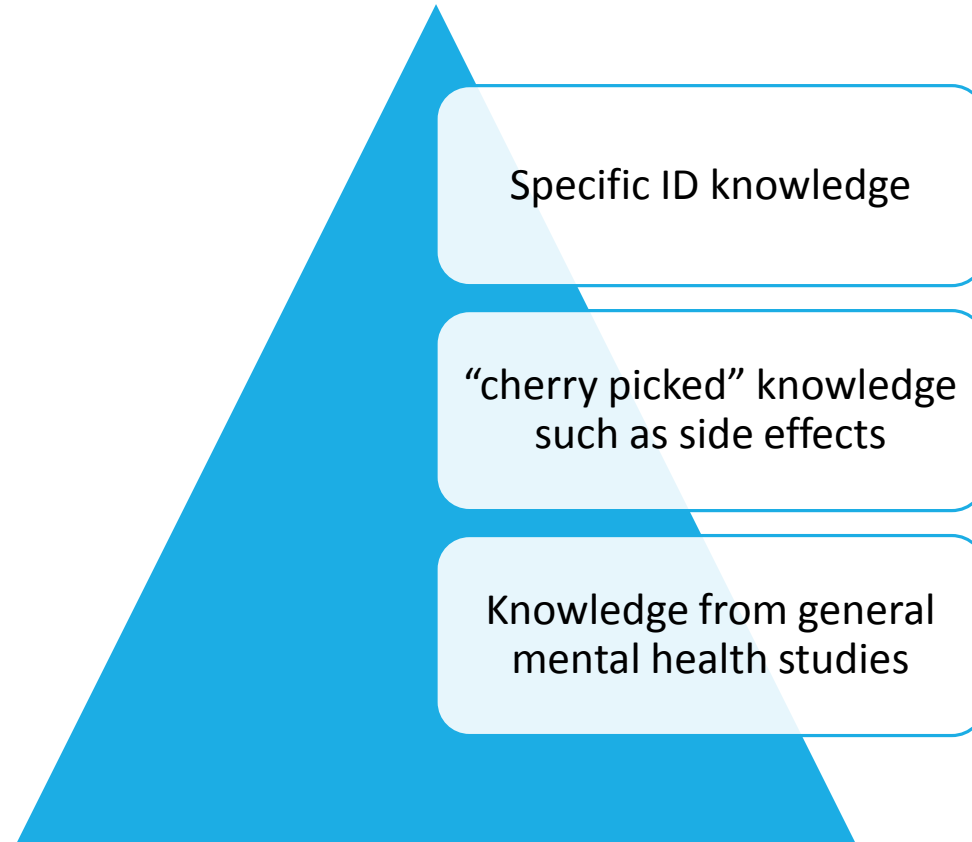 Specific ID knowledge
“cherry picked” knowledge
such as side effects
Knowledge from general
mental health studies